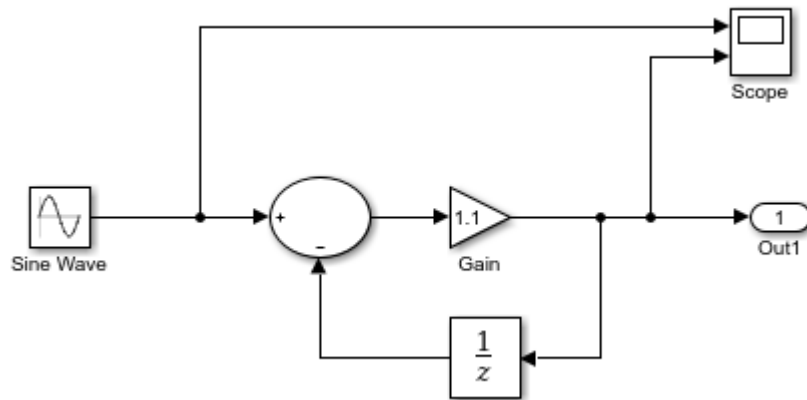 Scope
Sine Wave
+
−
1.1
Gain
1
Out1
1
z